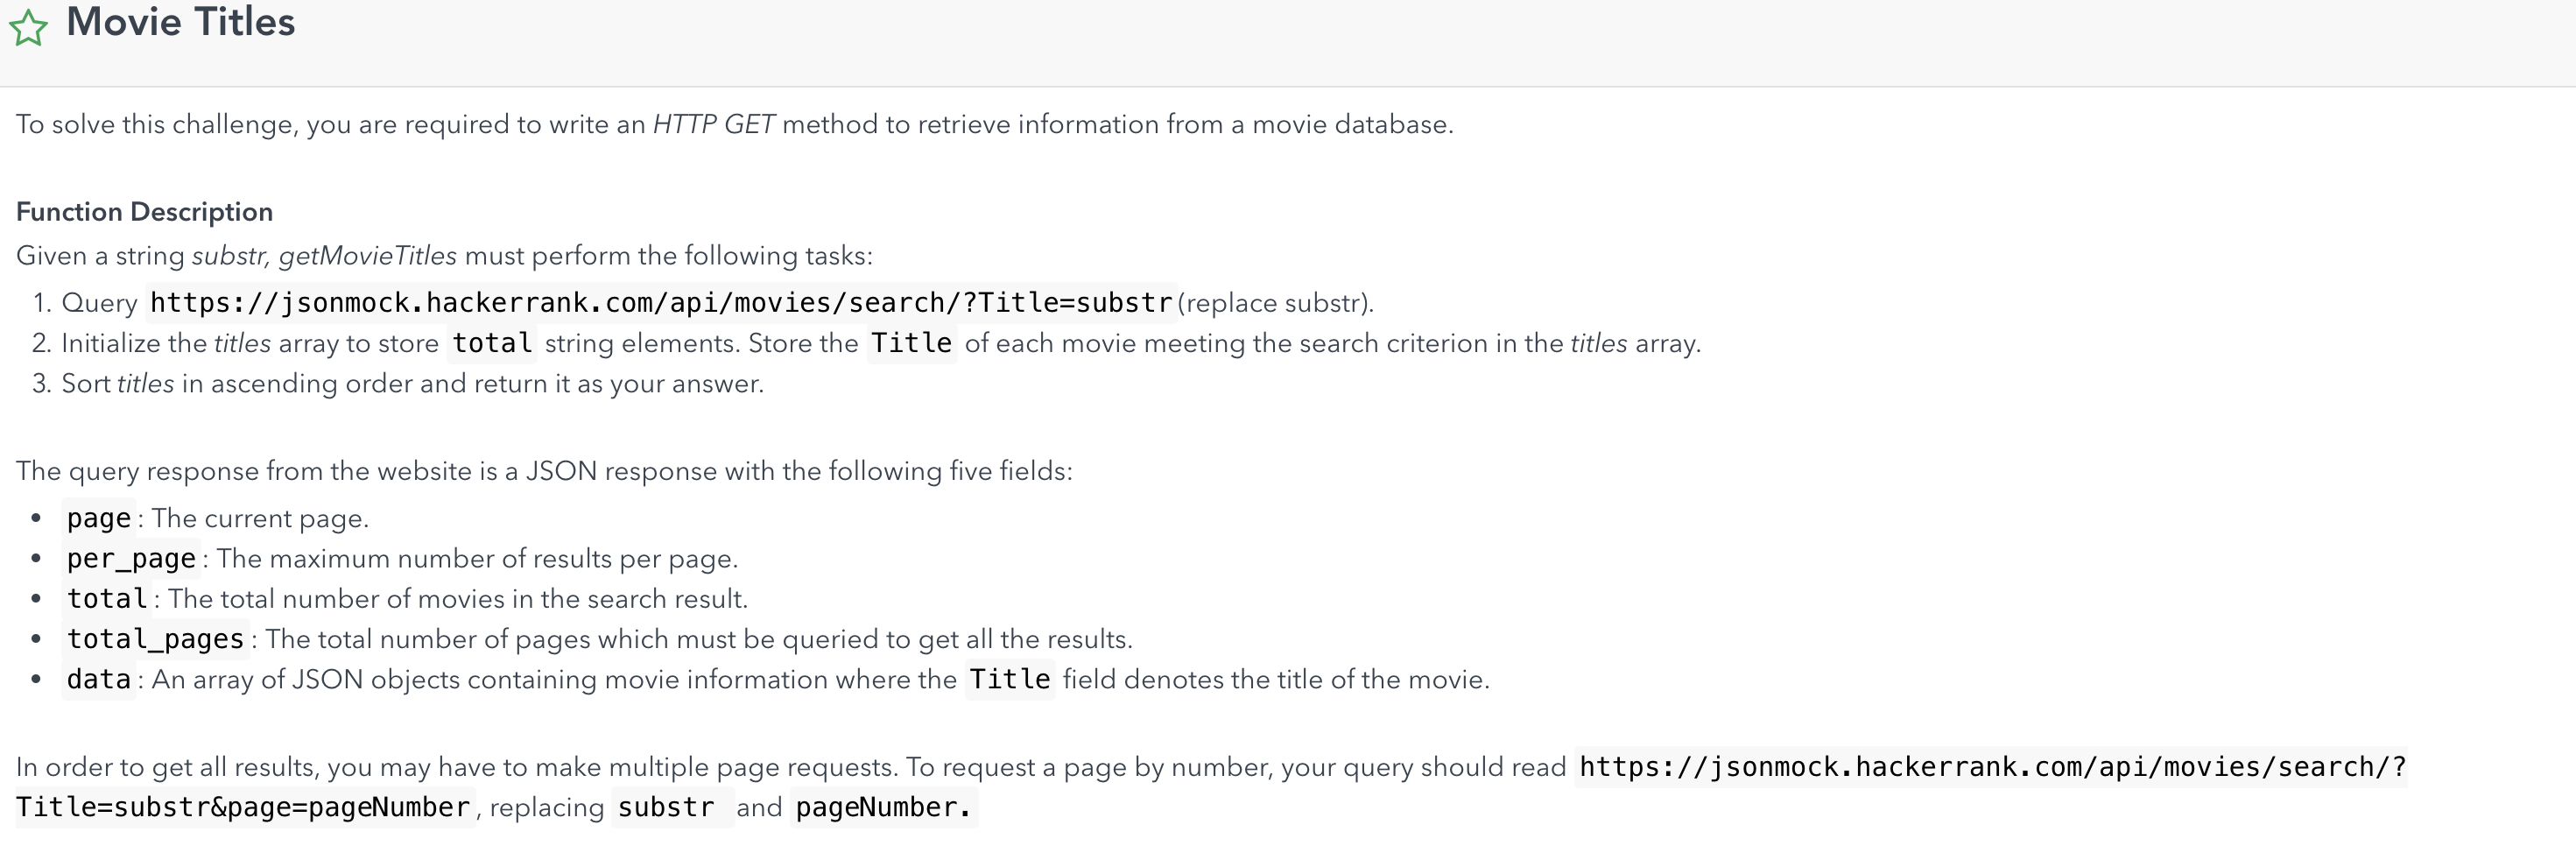 Movie Titles
To solve this challenge, you are required to write an HTTP GET method to retrieve information from a movie database.
Function Description
Given a string substr, getMovieTitles must perform the following tasks:
1. Query https://jsonmock.hackerrank.com/api/movies/search/?Title=substr(replace substr).
2. Initialize the titles array to store total string elements. Store the Title of each movie meeting the search criterion in the titles array.
3. Sort titles in ascending order and return it as your answer.
The query response from the website is a JSON response with the following five fields:
• page: The current page.
• per_page: The maximum number of results per page.
• total: The total number of movies in the search result.
• total_pages: The total number of pages which must be queried to get all the results.
• data: An array of JSON objects containing movie information where the Title field denotes the title of the movie.
In order to get all results, you may have to make multiple page requests. To request a page by number, your query should read https://jsonmock.hackerrank.com/api/movies/search/?
Title=substr&page=pageNumber, replacing substr and pageNumber.